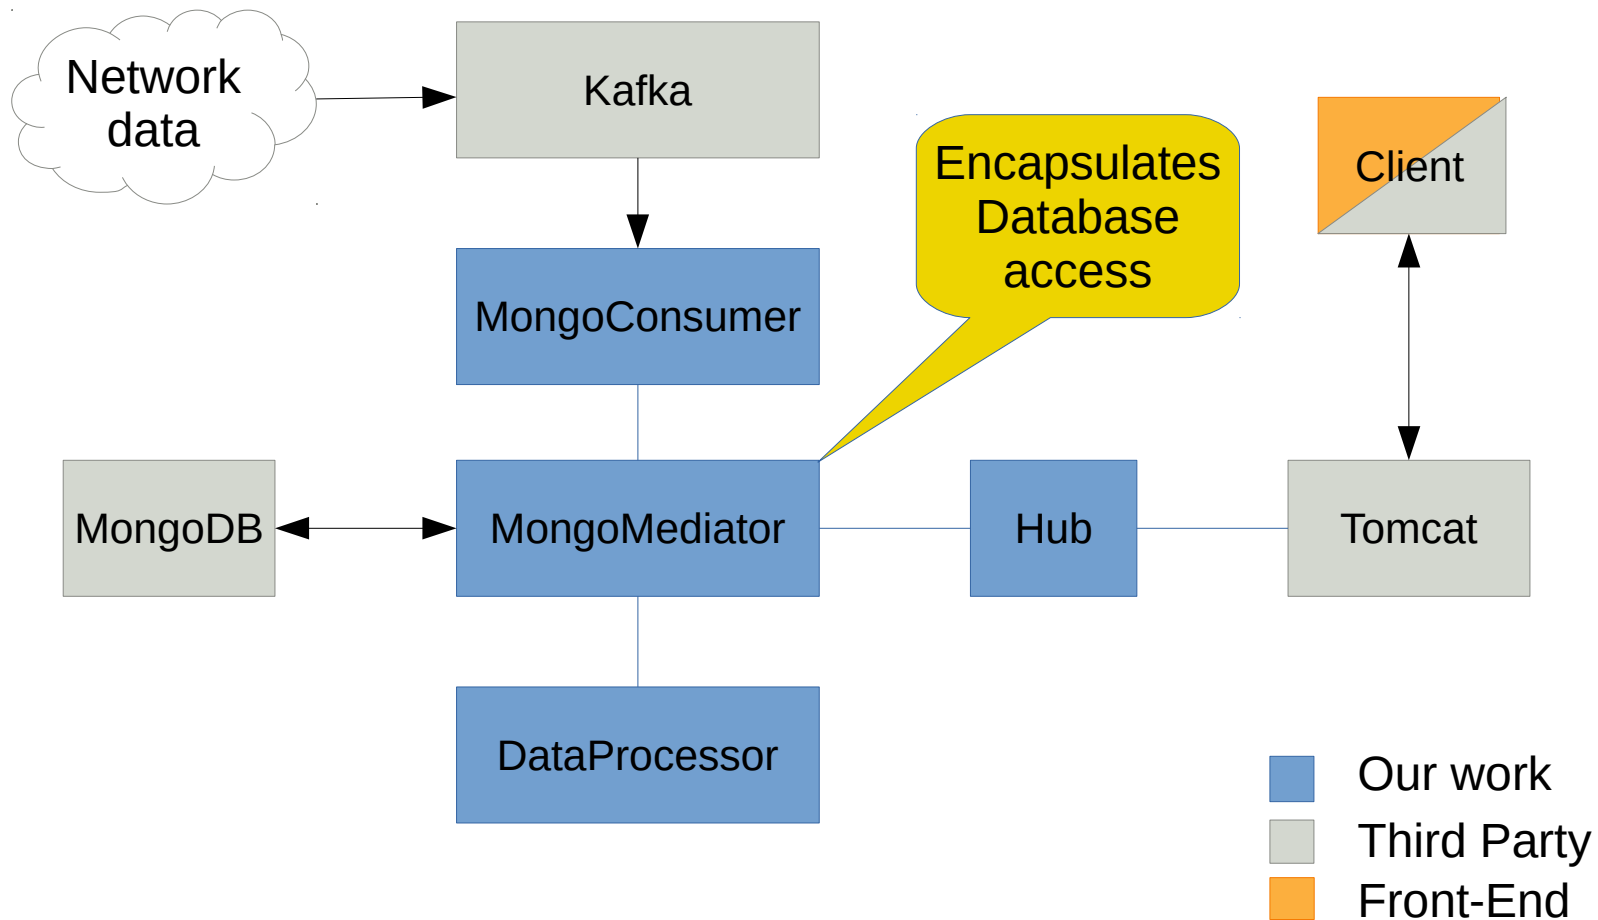 Network
data
Kafka
Encapsulates
Database
access
Client
MongoConsumer
MongoDB
MongoMediator
Hub
Tomcat
DataProcessor
Our work
Third Party
Front-End